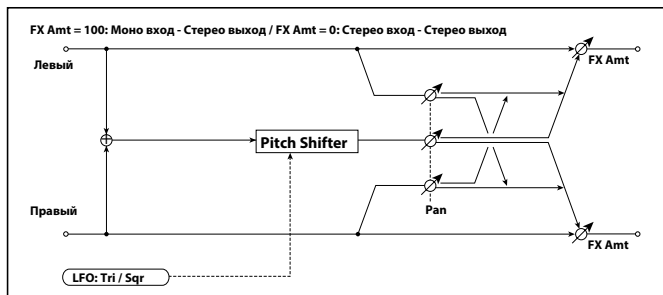 FX Amt = 100: Моно вход - Стерео выход / FX Amt = 0: Стерео вход - Стерео выход
Левый
FX Amt
Pitch Shifter
Правый
Pan
FX Amt
LFO: Tri / Sqr